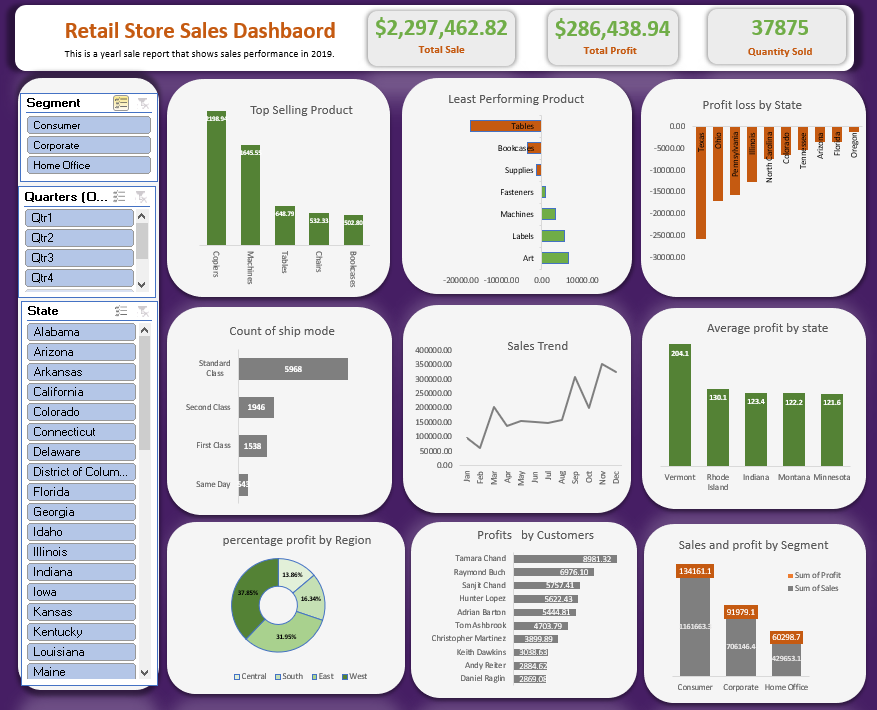 Retail Store Sales Dashbaord
This is a yearl sale report that shows sales performance in 2019.
$2,297,462.82
Total Sale
$286,438.94
Total Profit
37875
Quantity Sold
Segment
Consumer
Corporate
Home Office
Quarters (O...
Qtr1
Qtr2
Qtr3
Qtr4
State
Alabama
Arizona
Arkansas
California
Colorado
Connecticut
Delaware
District of Colum...
Florida
Georgia
Idaho
Illinois
Indiana
Iowa
Kansas
Kentucky
Louisiana
Maine
Top Selling Product
2198.94
1645.55
648.79
532.33
502.80
Copiers
Machines
Tables
Chairs
Bookcases
Least Performing Product
Tables
Bookcases
Supplies
Fasteners
Machines
Labels
Art
-20000.00 -10000.00 0.00 10000.00
Profit loss by State
0.00
-5000.00
-10000.00
-15000.00
-20000.00
-25000.00
-30000.00
Texas
Ohio
Pennsylvania
Illinois
North Carolina
Colorado
Tennessee
Arizona
Florida
Oregon
Count of ship mode
Standard
Class
5968
Second Class 1946
First Class 1538
Same Day 543
Sales Trend
400000.00
350000.00
300000.00
250000.00
200000.00
150000.00
100000.00
50000.00
0.00
Jan
Feb
Mar
Apr
May
Jun
Jul
Aug
Sep
Oct
Nov
Dec
Average profit by state
204.1
130.1
123.4
122.2
121.6
Vermont
Rhode
Island
Indiana
Montana
Minnesota
percentage profit by Region
13.86%
16.34%
31.95%
37.85%
Central South East West
Profits by Customers
Tamara Chand 8981.32
Raymond Buch 6976.10
Sanjit Chand 5757.41
Hunter Lopez 5622.43
Adrian Barton 5444.81
Tom Ashbrook 4703.79
Christopher Martinez 3899.89
Keith Dawkins 3038.63
Andy Reiter 2884.62
Daniel Raglin 2869.08
Sales and profit by Segment
Sum of Profit
Sum of Sales
134161.1
1161663.3
91979.1
706146.4
60298.7
429653.1
Consumer Corporate Home Office